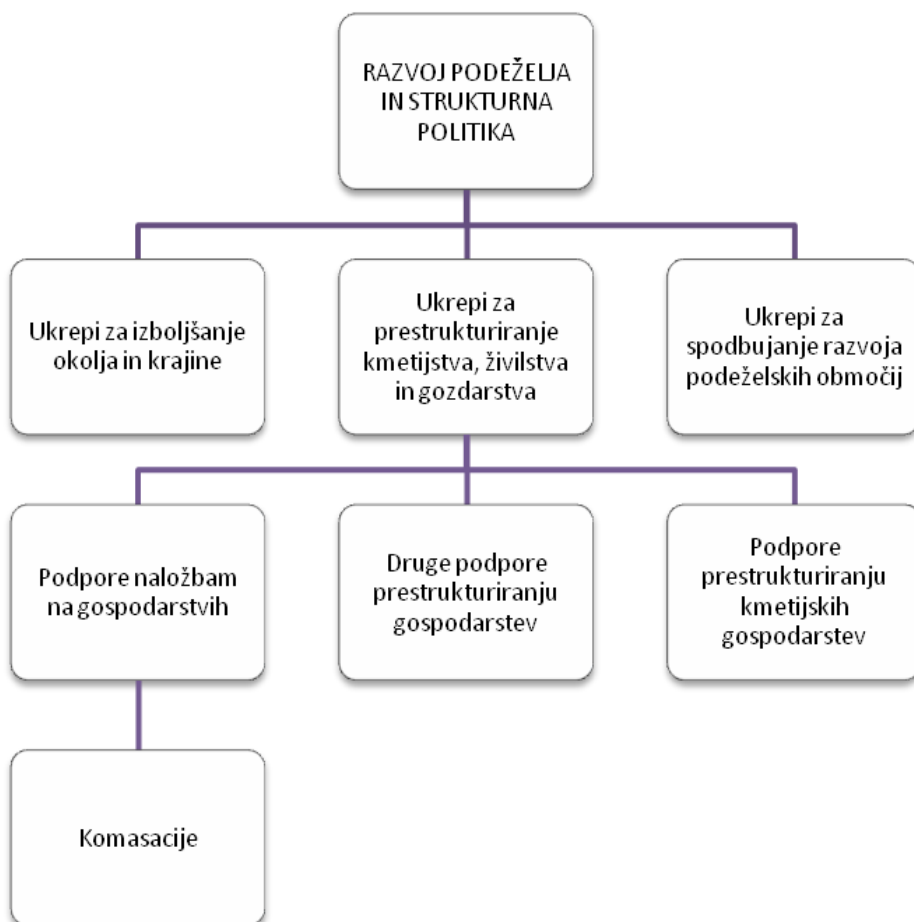 RAZVOJ PODEŽELJA
IN STRUKTURNA
POLITIKA
Ukrepi za izboljšanje
okolja in krajine
Ukrepi za
prestrukturiranje
kmetijstva, živilstva
in gozdarstva
Ukrepi za
spodbujanje razvoja
podeželskih območij
Podpore naložbam
na gospodarstvih
Druge podpore
prestrukturiranju
gospodarstev
Podpore
prestrukturiranju
kmetijskih
gospodarstev
Komasacije